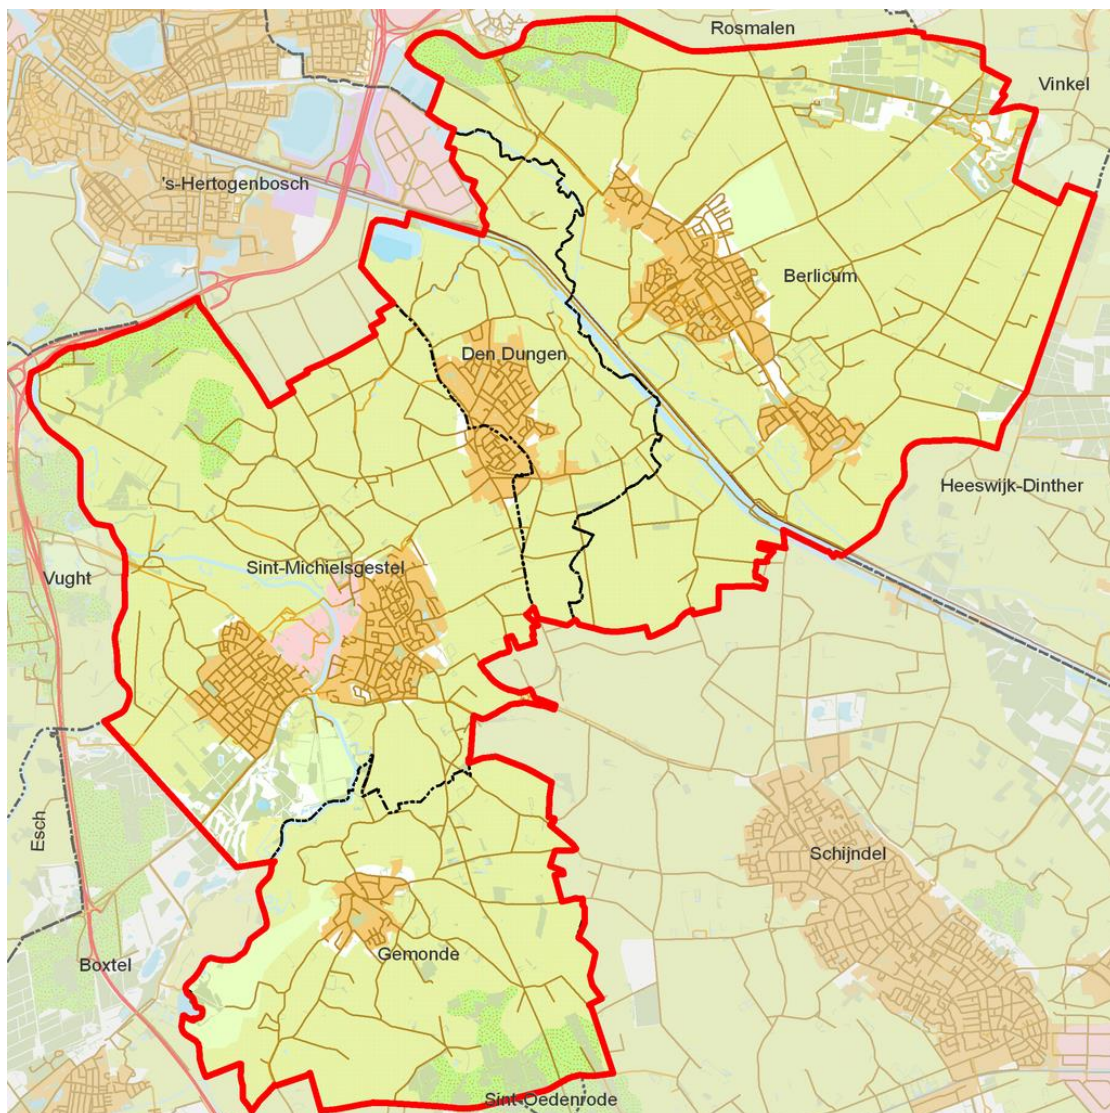 Rosmalen
Vinkel
's-Hertogenbosch
Berlicum
Den Dungen
Heeswijk-Dinther
Sint-Michielsgestel
Vught
Esch
Schijndel
Gemonde
Boxtel
Sint-Oedenrode